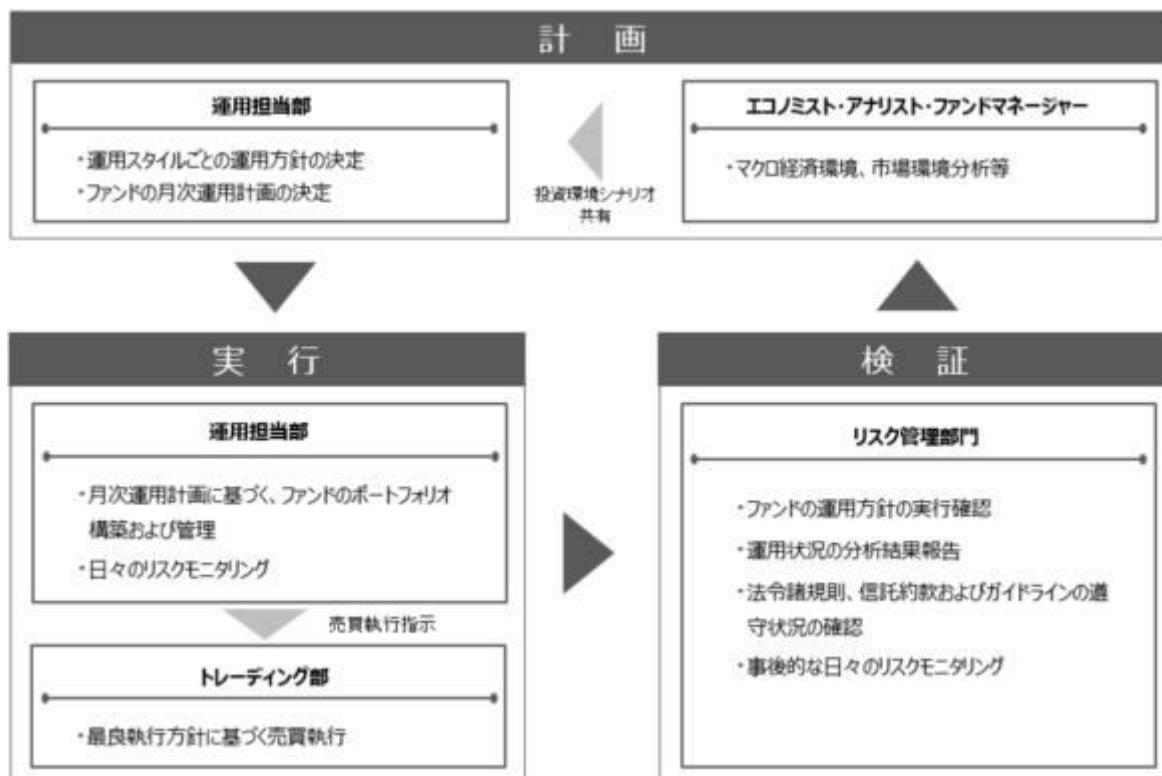 計 画
運用担当部
・運用スタイルごとの運用方針の決定
・ファンドの月次運用計画の決定
投資環境シナリオ
共有
エコノミスト・アナリスト・ファンドマネージャー
・マクロ経済環境、市場環境分析等
実 行
運用担当部
・月次運用計画に基づく、ファンドのポートフォリオ
構築および管理
・日々のリスクモニタリング
売買執行指示
トレーディング部
・最良執行方針に基づく売買執行
検 証
リスク管理部門
・ファンドの運用方針の実行確認
・運用状況の分析結果報告
・法令諸規則、信託約款およびガイドラインの遵
守状況の確認
・事後的な日々のリスクモニタリング